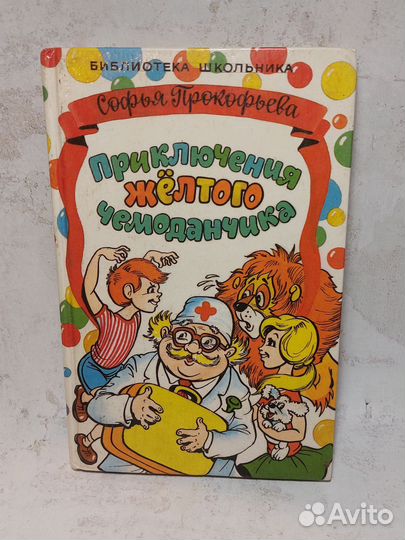 БИБЛИОТЕКА ШКОЛЬНИКА
Софья Прокофьева
Приключения
жёлтого
чемоданчика
Avito